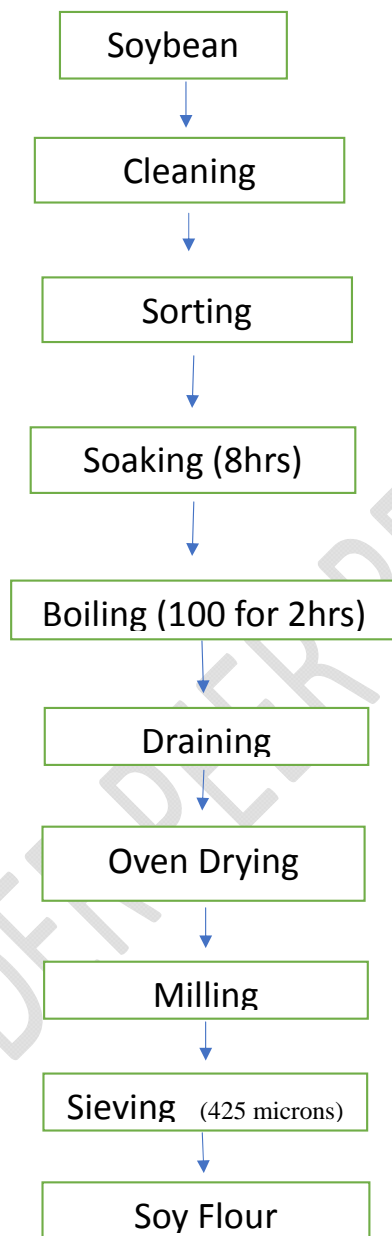 Soybean
Cleaning
Sorting
Soaking (8hrs)
Boiling (100 for 2hrs)
Draining
Oven Drying
Milling
Sieving (425 microns)
Soy Flour